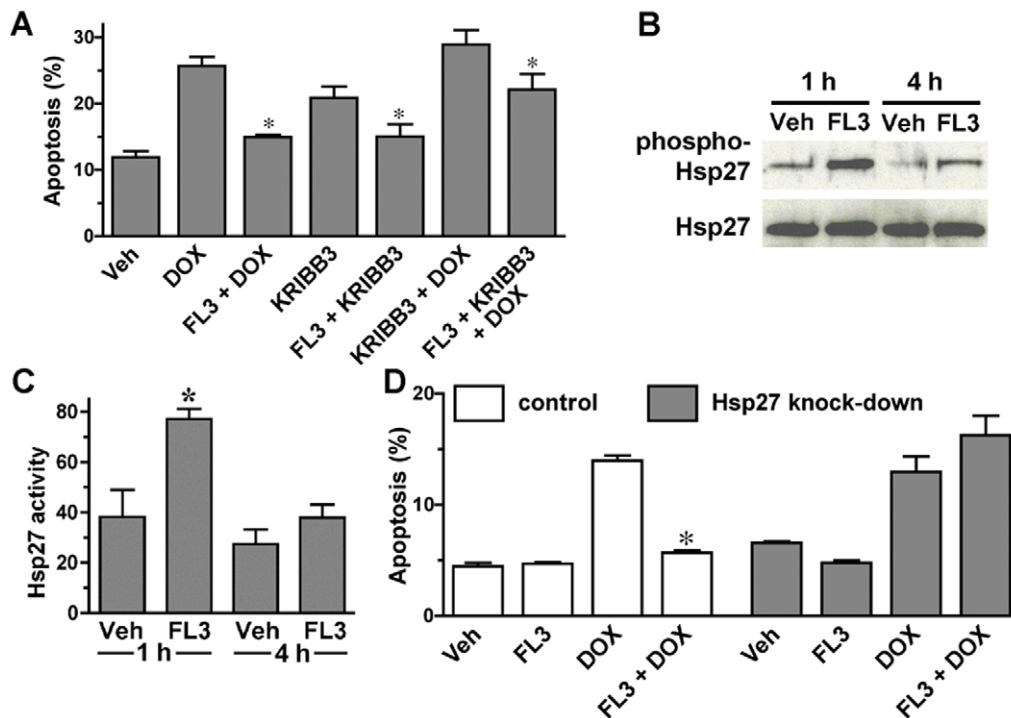 A
Apoptosis (%)
30
20
10
0
Veh
DOX
FL3 + DOX
KRIBB3
FL3 + KRIBB3
KRIBB3 + DOX
FL3 + KRIBB3
+ DOX
*
*
*
B
1 h
4 h
Veh
FL3
Veh
FL3
phospho-
Hsp27
Hsp27
C
Hsp27 activity
80
60
40
20
0
*
Veh
FL3
Veh
FL3
1 h
4 h
D
control
Hsp27 knock-down
Apoptosis (%)
20
10
0
*
Veh
FL3
DOX
FL3 + DOX
Veh
FL3
DOX
FL3 + DOX